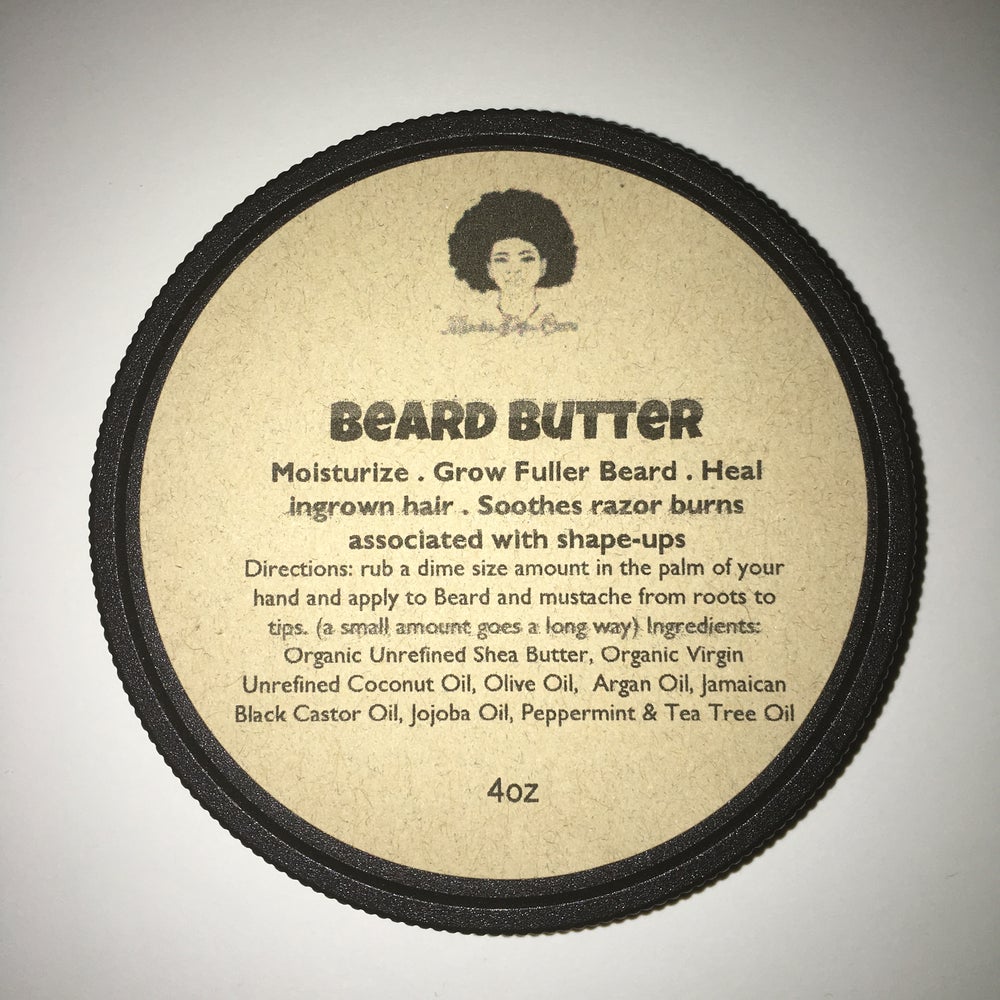 BEARD BUTTER
Moisturize . Grow Fuller Beard . Heal
ingrown hair . Soothes razor burns
associated with shape-ups
Directions: rub a dime size amount in the palm of your
hand and apply to Beard and mustache from roots to
tips. (a small amount goes a long way) Ingredients:
Organic Unrefined Shea Butter, Organic Virgin
Unrefined Coconut Oil, Olive Oil, Argan Oil, Jamaican
Black Castor Oil, Jojoba Oil, Peppermint & Tea Tree Oil
4oz